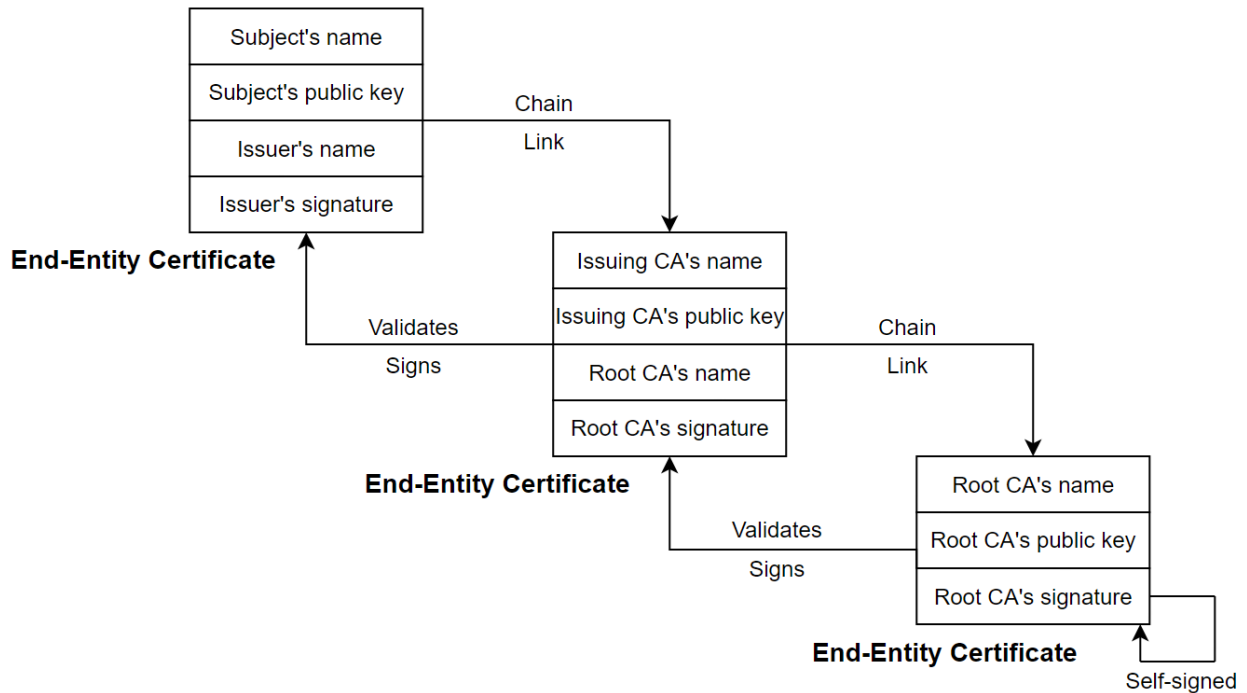 Subject's name
Subject's public key
Issuer's name
Issuer's signature
End-Entity Certificate
Chain
Link
Issuing CA's name
Issuing CA's public key
Root CA's name
Root CA's signature
End-Entity Certificate
Validates
Signs
Chain
Link
Root CA's name
Root CA's public key
Root CA's signature
End-Entity Certificate
Validates
Signs
Self-signed